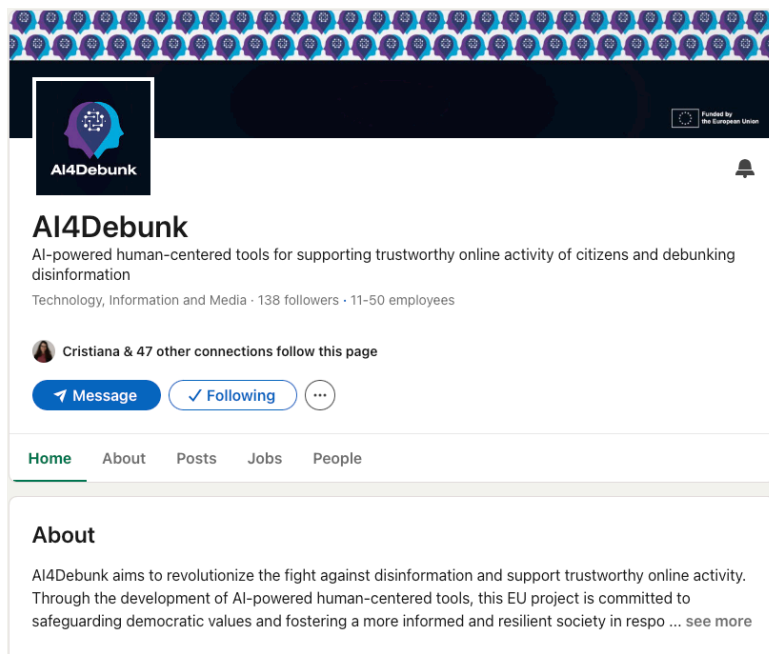 Funded by
the European Union
AI4Debunk
AI4Debunk
AI-powered human-centered tools for supporting trustworthy online activity of citizens and debunking
disinformation
Technology, Information and Media · 138 followers · 11-50 employees
Cristiana & 47 other connections follow this page
Message
Following
Home About Posts Jobs People
About
AI4Debunk aims to revolutionize the fight against disinformation and support trustworthy online activity.
Through the development of AI-powered human-centered tools, this EU project is committed to
safeguarding democratic values and fostering a more informed and resilient society in respo ... see more